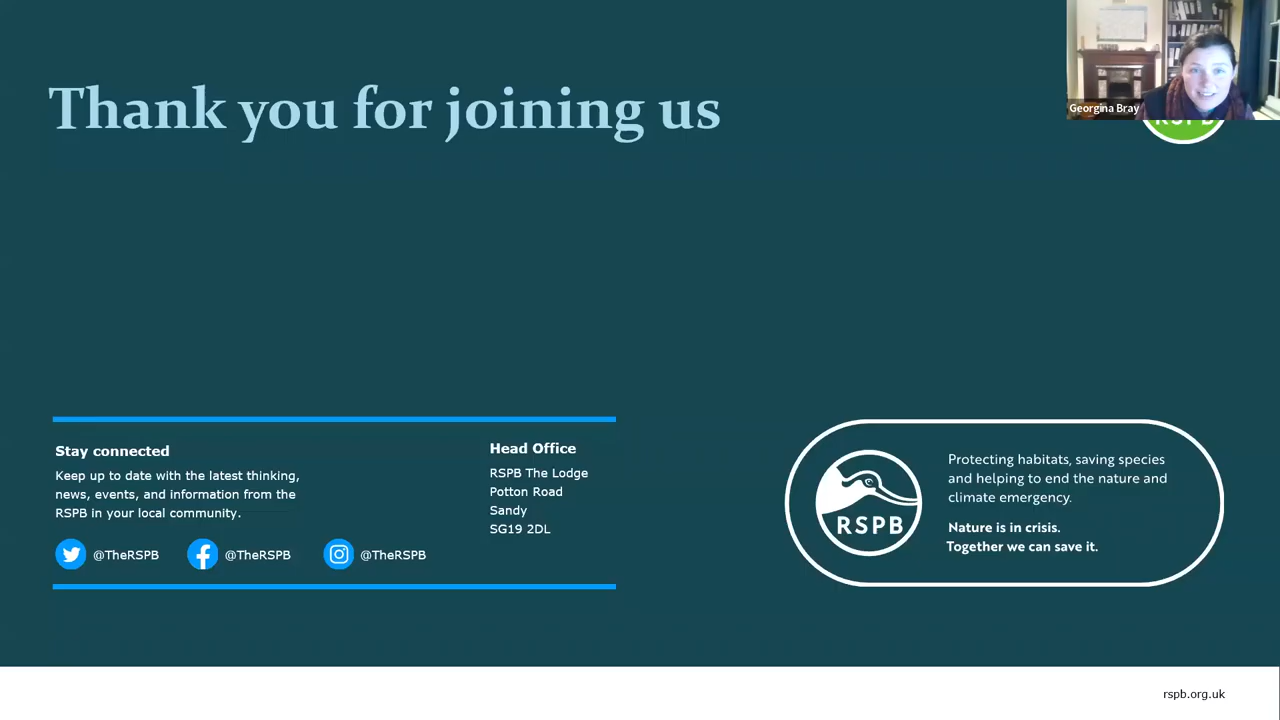 Thank you for joining us
Georgina Bray
RSPB
Stay connected
Keep up to date with the latest thinking,
news, events, and information from the
RSPB in your local community.
@TheRSPB @TheRSPB @TheRSPB
Head Office
RSPB The Lodge
Potton Road
Sandy
SG19 2DL
RSPB
Protecting habitats, saving species
and helping to end the nature and
climate emergency.
Nature is in crisis.
Together we can save it.
rspb.org.uk